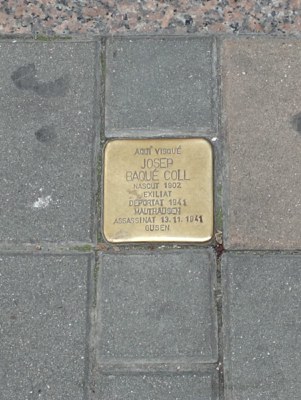 AQUÍ VISQUÉ
JOSEP
BAQUÉ COLL
NASCUT 1902
EXILIAT
DEPORTAT 1941
MAUTHAUSEN
ASSASSINAT 13.11.1941
GUSEN